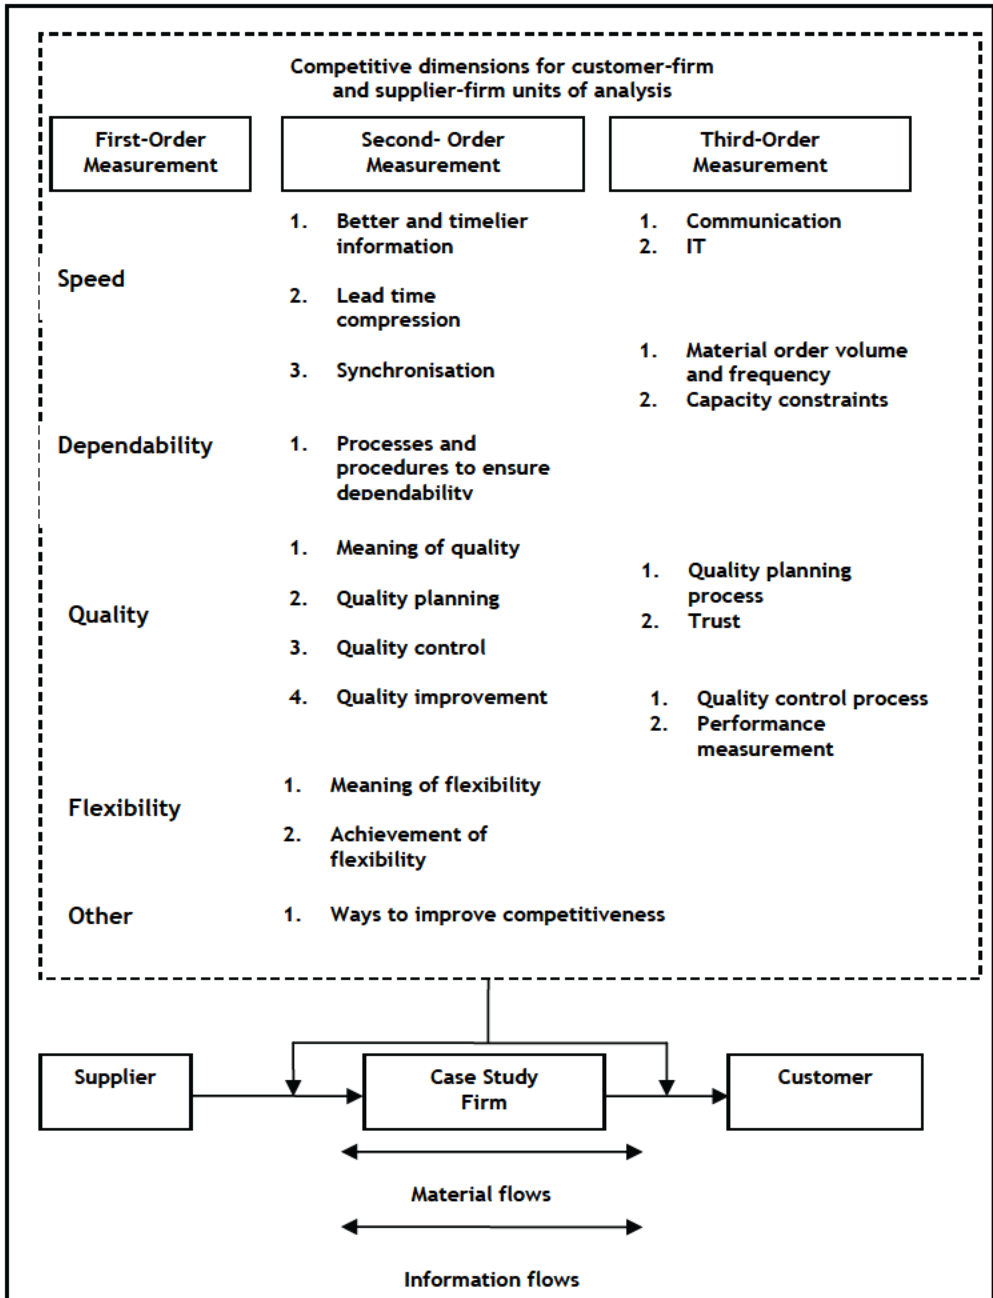 Competitive dimensions for customer-firm
and supplier-firm units of analysis
First-Order
Measurement
Second- Order
Measurement
Third-Order
Measurement
Speed
1. Better and timelier
information
2. Lead time
compression
3. Synchronisation
1. Communication
2. IT
1. Material order volume
and frequency
2. Capacity constraints
Dependability
1. Processes and
procedures to ensure
dependability
Quality
1. Meaning of quality
2. Quality planning
3. Quality control
4. Quality improvement
1. Quality planning
process
2. Trust
1. Quality control process
2. Performance
measurement
Flexibility
1. Meaning of flexibility
2. Achievement of
flexibility
Other
1. Ways to improve competitiveness
Supplier
Case Study
Firm
Customer
Material flows
Information flows